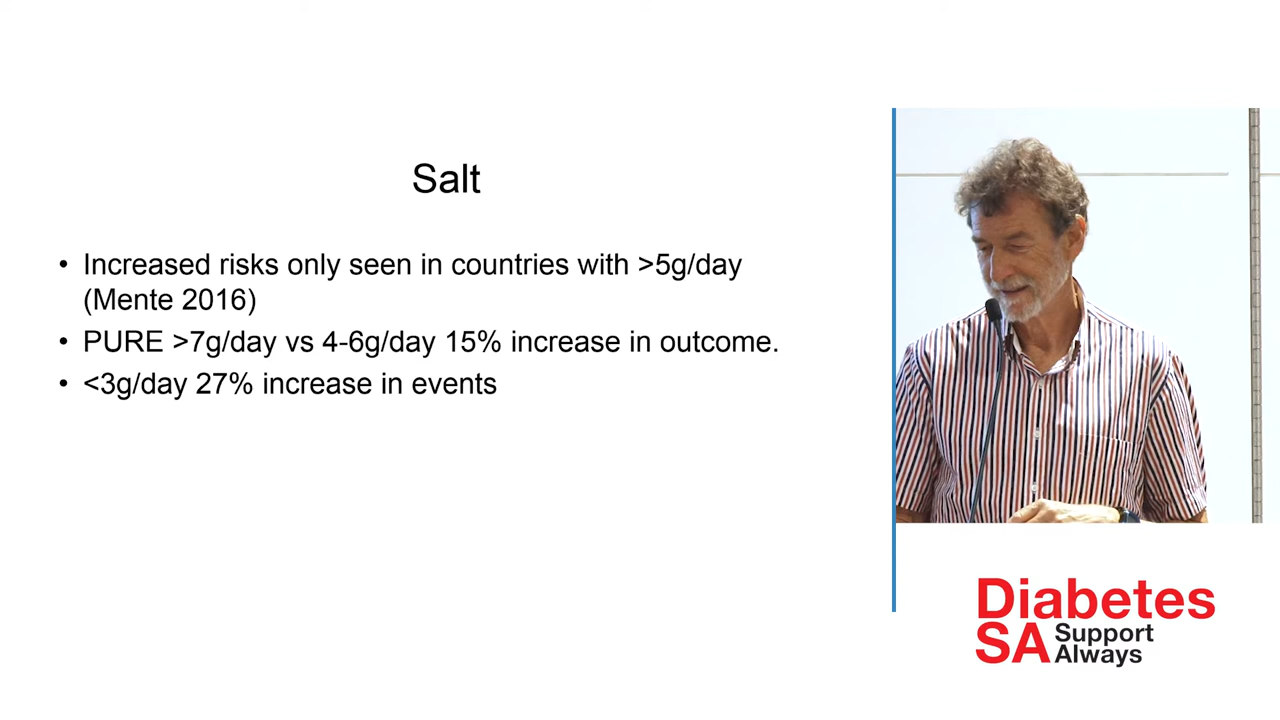 Salt
• Increased risks only seen in countries with >5g/day
(Mente 2016)
• PURE >7g/day vs 4-6g/day 15% increase in outcome.
• <3g/day 27% increase in events
Diabetes
SA Support
Always